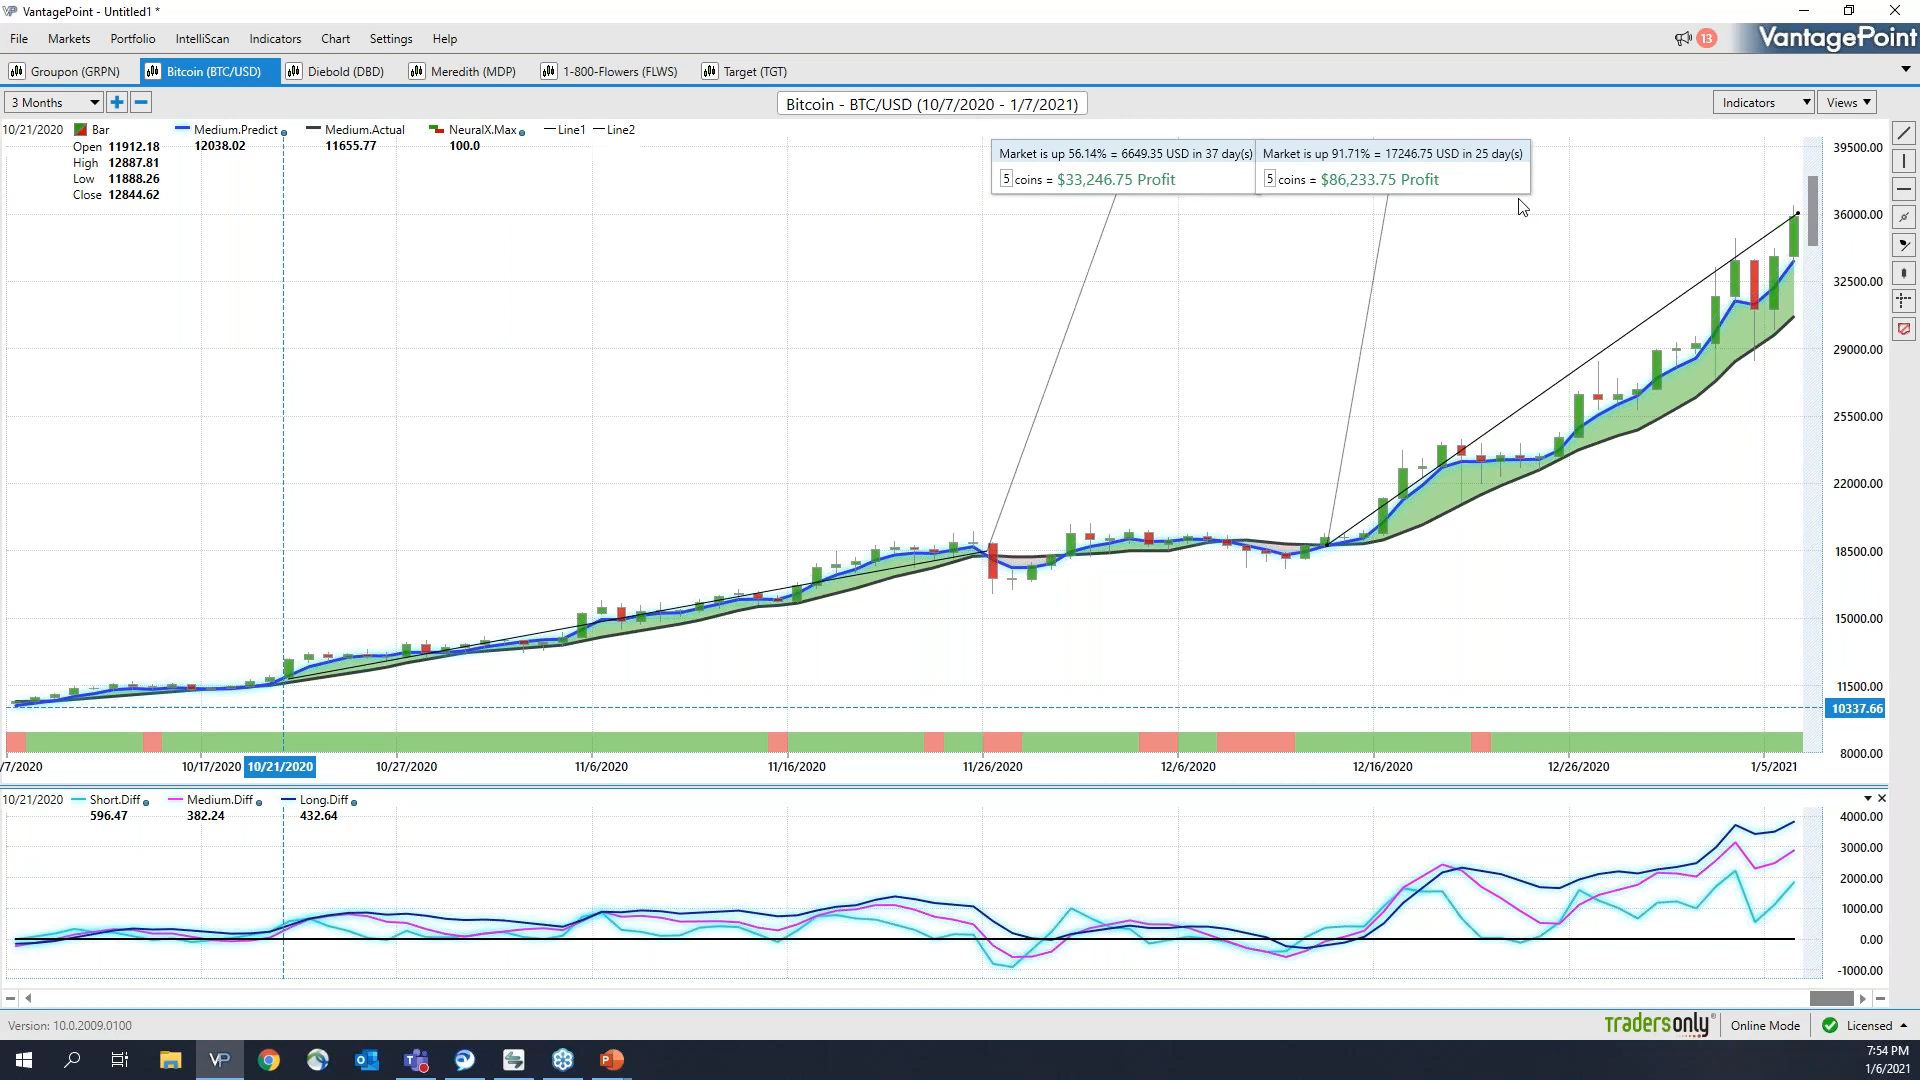 VantagePoint - Untitled1 *
File Markets Portfolio IntelliScan Indicators Chart Settings Help
13
VantagePoint
Groupon (GRPN) Bitcoin (BTC/USD) Diebold (DBD) Meredith (MDP) 1-800-Flowers (FLWS) Target (TGT)
3 Months
Bitcoin - BTC/USD (10/7/2020 - 1/7/2021)
Indicators Views
10/21/2020 Bar Medium.Predict Medium.Actual NeuralX.Max Line1 Line2
Open 11912.18 12038.02 11655.77 100.0
High 12887.81
Low 11888.26
Close 12844.62
Market is up 56.14% = 6649.35 USD in 37 day(s)
5 coins = $33,246.75 Profit
Market is up 91.71% = 17246.75 USD in 25 day(s)
5 coins = $86,233.75 Profit
39500.00
36000.00
32500.00
29000.00
25500.00
22000.00
18500.00
15000.00
11500.00
10337.66
8000.00
/7/2020 10/17/2020 10/21/2020 10/27/2020 11/6/2020 11/16/2020 11/26/2020 12/6/2020 12/16/2020 12/26/2020 1/5/2021
10/21/2020 Short.Diff Medium.Diff Long.Diff
596.47 382.24 432.64
4000.00
3000.00
2000.00
1000.00
0.00
-1000.00
Version: 10.0.2009.0100
tradersonly® Online Mode Licensed
VP
7:54 PM
1/6/2021